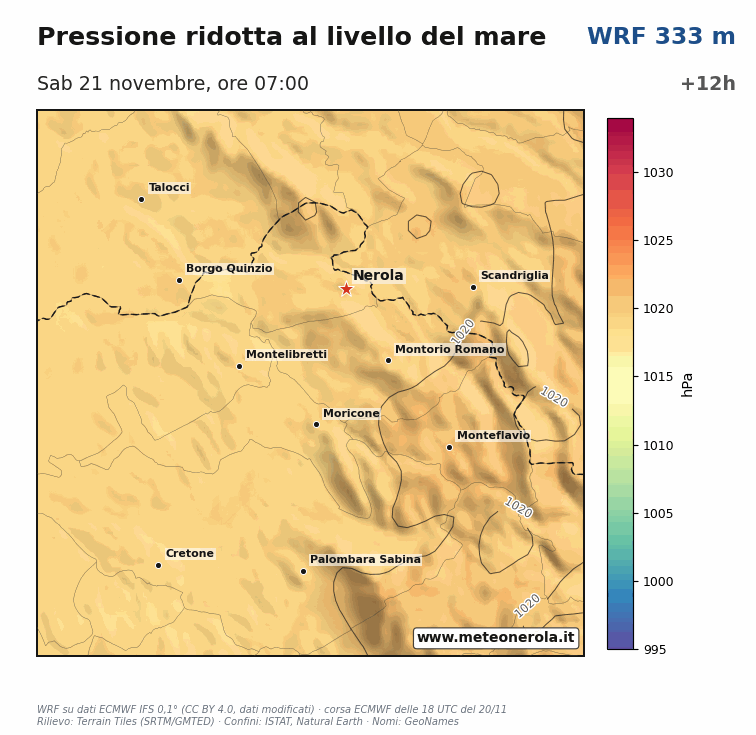 Pressione ridotta al livello del mare
WRF 333 m
Sab 21 novembre, ore 07:00
+12h
Talocci
Borgo Quinzio
Nerola
Scandriglia
1020
Montelibretti
Montorio Romano
1020
Moricone
Monteflavio
1020
Cretone
Palombara Sabina
1020
www.meteonerola.it
1030
1025
1020
1015
1010
1005
1000
995
hPa
WRF su dati ECMWF IFS 0,1° (CC BY 4.0, dati modificati) · corsa ECMWF delle 18 UTC del 20/11
Rilievo: Terrain Tiles (SRTM/GMTED) · Confini: ISTAT, Natural Earth · Nomi: GeoNames